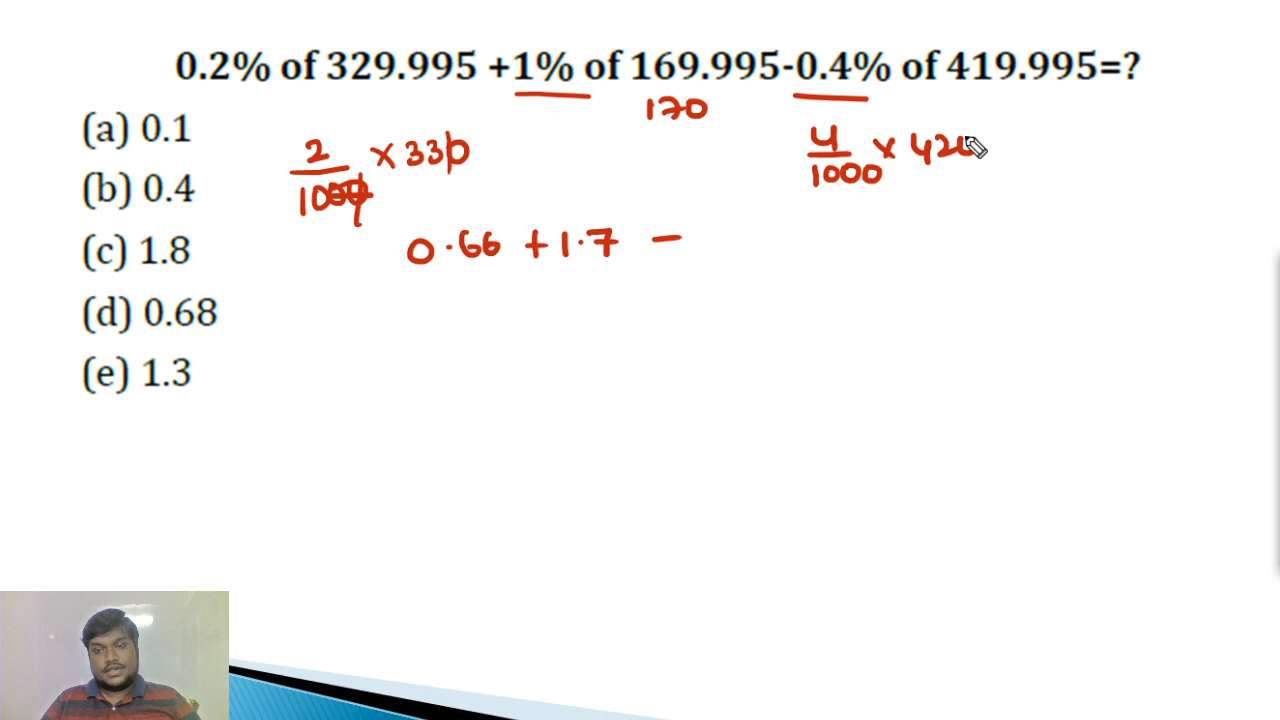 0.2% of 329.995 +1% of 169.995-0.4% of 419.995=?
170
(a) 0.1
2/1000 × 330
4/1000 × 420
(b) 0.4
(c) 1.8
0.66 + 1.7 –
(d) 0.68
(e) 1.3